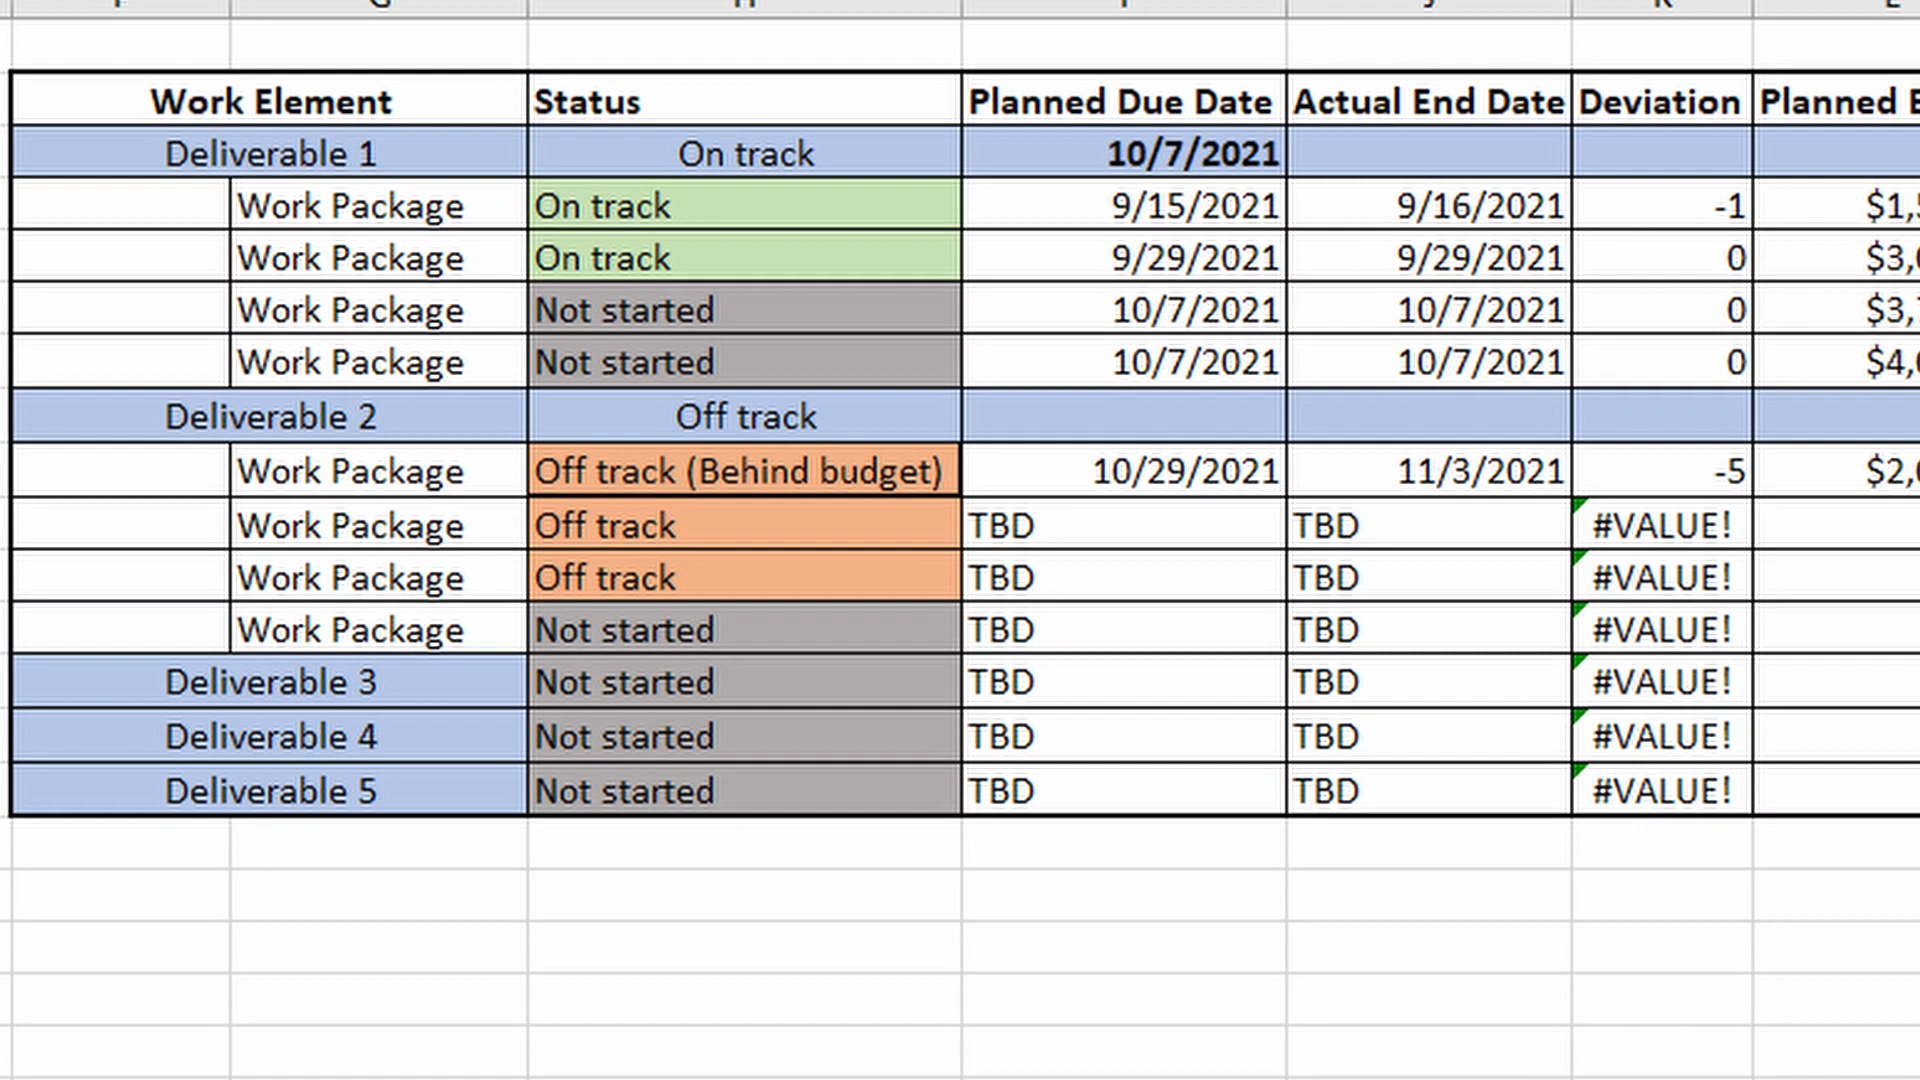 Work Element Status Planned Due Date Actual End Date Deviation Planned
Deliverable 1 On track 10/7/2021
Work Package On track 9/15/2021 9/16/2021 -1 $1,
Work Package On track 9/29/2021 9/29/2021 0 $3,
Work Package Not started 10/7/2021 10/7/2021 0 $3,
Work Package Not started 10/7/2021 10/7/2021 0 $4,
Deliverable 2 Off track
Work Package Off track (Behind budget) 10/29/2021 11/3/2021 -5 $2,
Work Package Off track TBD TBD #VALUE!
Work Package Off track TBD TBD #VALUE!
Work Package Not started TBD TBD #VALUE!
Deliverable 3 Not started TBD TBD #VALUE!
Deliverable 4 Not started TBD TBD #VALUE!
Deliverable 5 Not started TBD TBD #VALUE!